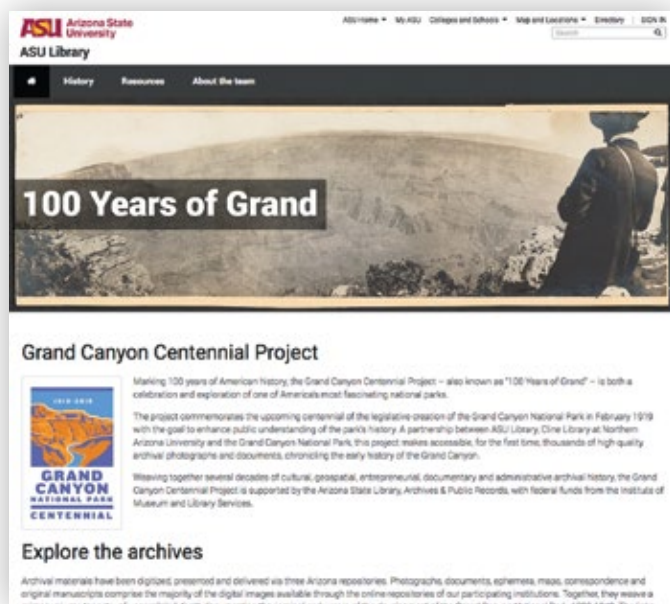 ASU Arizona State
University
ASU Home My ASU Colleges and Schools Map and Locations Directory SIGN IN
Search
ASU Library
History Resources About the team
100 Years of Grand
Grand Canyon Centennial Project
1919-2019
GRAND
CANYON
NATIONAL PARK
CENTENNIAL
Marking 100 years of American history, the Grand Canyon Centennial Project – also known as "100 Years of Grand" – is both a
celebration and exploration of one of America's most fascinating national parks.
The project commemorates the upcoming centennial of the legislative creation of the Grand Canyon National Park in February 1919
with the goal to enhance public understanding of the park's history. A partnership between ASU Library, Cline Library at Northern
Arizona University and the Grand Canyon National Park, this project makes accessible, for the first time, thousands of high quality
archival photographs and documents, chronicling the early history of the Grand Canyon.
Weaving together several decades of cultural, geospatial, entrepreneurial, documentary and administrative archival history, the Grand
Canyon Centennial Project is supported by the Arizona State Library, Archives & Public Records, with federal funds from the Institute of
Museum and Library Services.
Explore the archives
Archival materials have been digitized, presented and delivered via three Arizona repositories. Photographs, documents, ephemera, maps, correspondence and
original manuscripts comprise the majority of the digital images available through the online repositories of our participating institutions. Together, they weave a